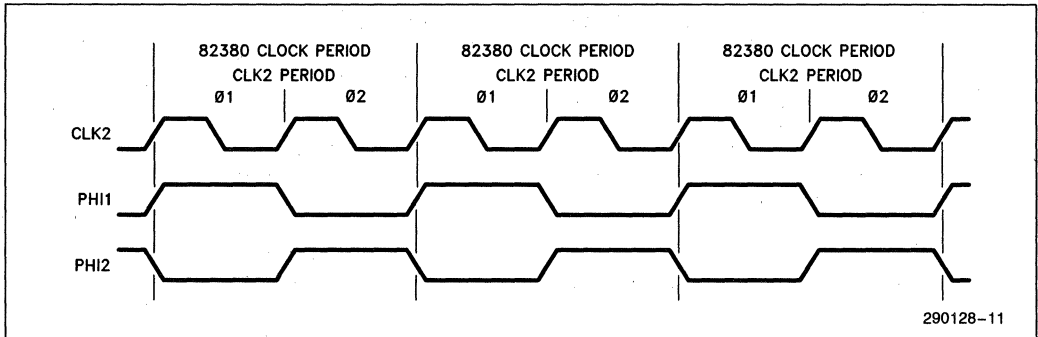 82380 CLOCK PERIOD 82380 CLOCK PERIOD 82380 CLOCK PERIOD
CLK2 PERIOD CLK2 PERIOD CLK2 PERIOD
Ø1 Ø2 Ø1 Ø2 Ø1 Ø2
CLK2
PHI1
PHI2
290128-11